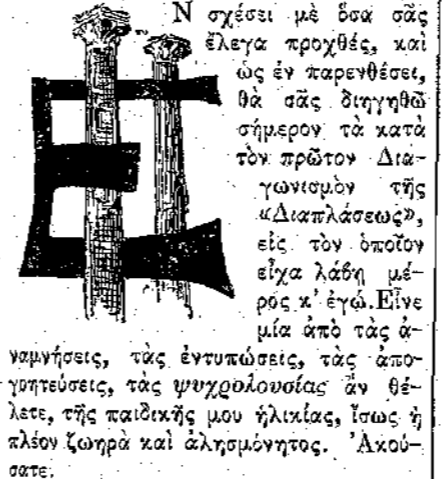 ΕΝ σχέσει μὲ ὅσα σᾶς
ἔλεγα προχθές, καὶ
ὡς ἐν παρενθέσει,
θὰ σᾶς διηγηθῶ
σήμερον τὰ κατὰ
τὸν πρῶτον Δια-
γωνισμὸν τῆς
«Διαπλάσεως»,
εἰς τὸν ὁποῖον
εἶχα λάβῃ μέ-
ρος κ' ἐγώ. Εἶνε
μία ἀπὸ τὰς ἀ-
ναμνήσεις, τὰς ἐντυπώσεις, τὰς ἀπο-
γοητεύσεις, τὰς ψυχρολουσίας ἂν θέ-
λετε, τῆς παιδικῆς μου ἡλικίας, ἴσως ἡ
πλέον ζωηρὰ καὶ ἀλησμόνητος. Ἀκού-
σατε.